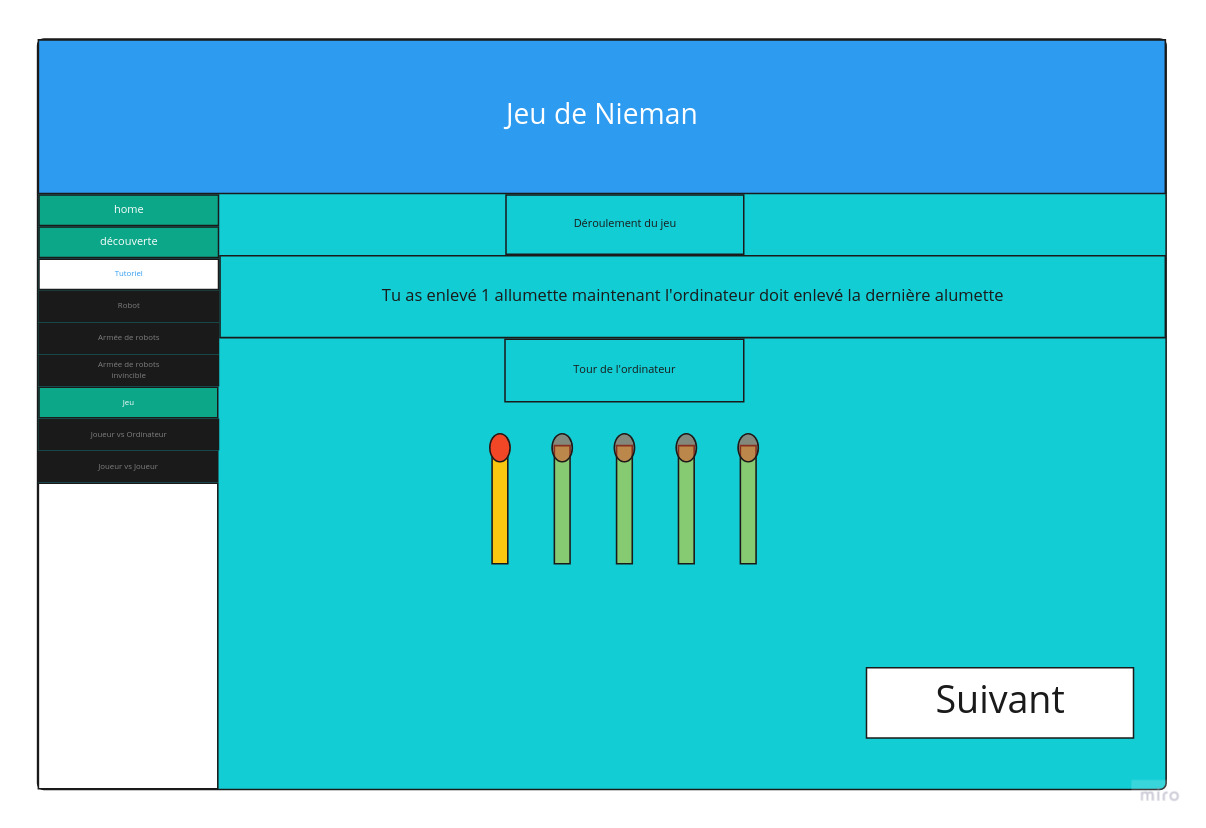 Jeu de Nieman
home
découverte
Tutoriel
Robot
Armée de robots
Armée de robots
invincible
Jeu
Joueur vs Ordinateur
Joueur vs Joueur
Déroulement du jeu
Tu as enlevé 1 allumette maintenant l'ordinateur doit enlevé la dernière alumette
Tour de l'ordinateur
Suivant
miro